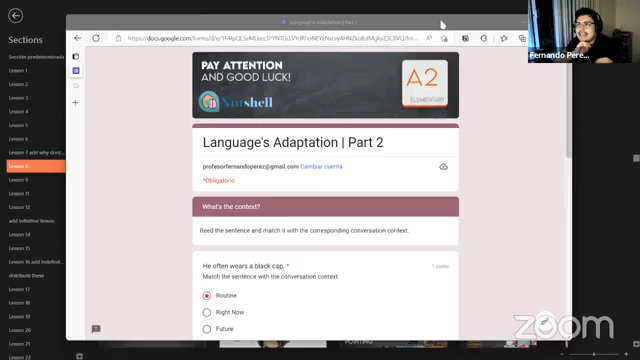 Sections
Sección predeterminada
Lesson 1
Lesson 2
Lesson 3
Lesson 4
Lesson 5
Lesson 6
Lesson 7 add why dont
Lesson 8
Lesson 9
Lesson 11
Lesson 12
add infinitive lesson
Lesson 14
Lesson 15
Lesson 16 add indefinit
distribute these
Lesson 17
Lesson 18
Lesson 19
Lesson 20
Lesson 21
Language's Adaptation | Part 2
PAY ATTENTION
AND GOOD LUCK!
Nutshell
A2
ELEMENTARY
Language's Adaptation | Part 2
profesorfernandoperez@gmail.com Cambiar cuenta
*Obligatorio
What's the context?
Reed the sentence and match it with the corresponding conversation context.
He often wears a black cap. *
1 punto
Match the sentence with the conversation context
Routine
Right Now
Future
Fernando Pere...
zoom